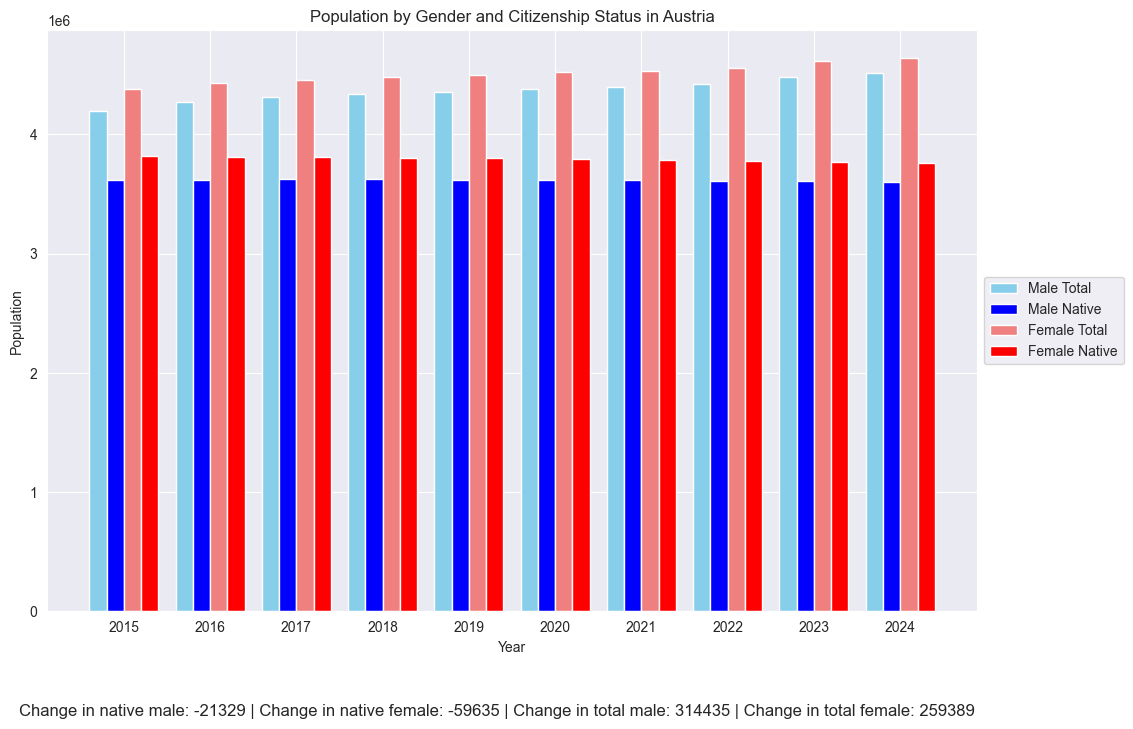 Population by Gender and Citizenship Status in Austria
1e6
4
3
2
1
0
Population
2015 2016 2017 2018 2019 2020 2021 2022 2023 2024
Year
Male Total
Male Native
Female Total
Female Native
Change in native male: -21329 | Change in native female: -59635 | Change in total male: 314435 | Change in total female: 259389